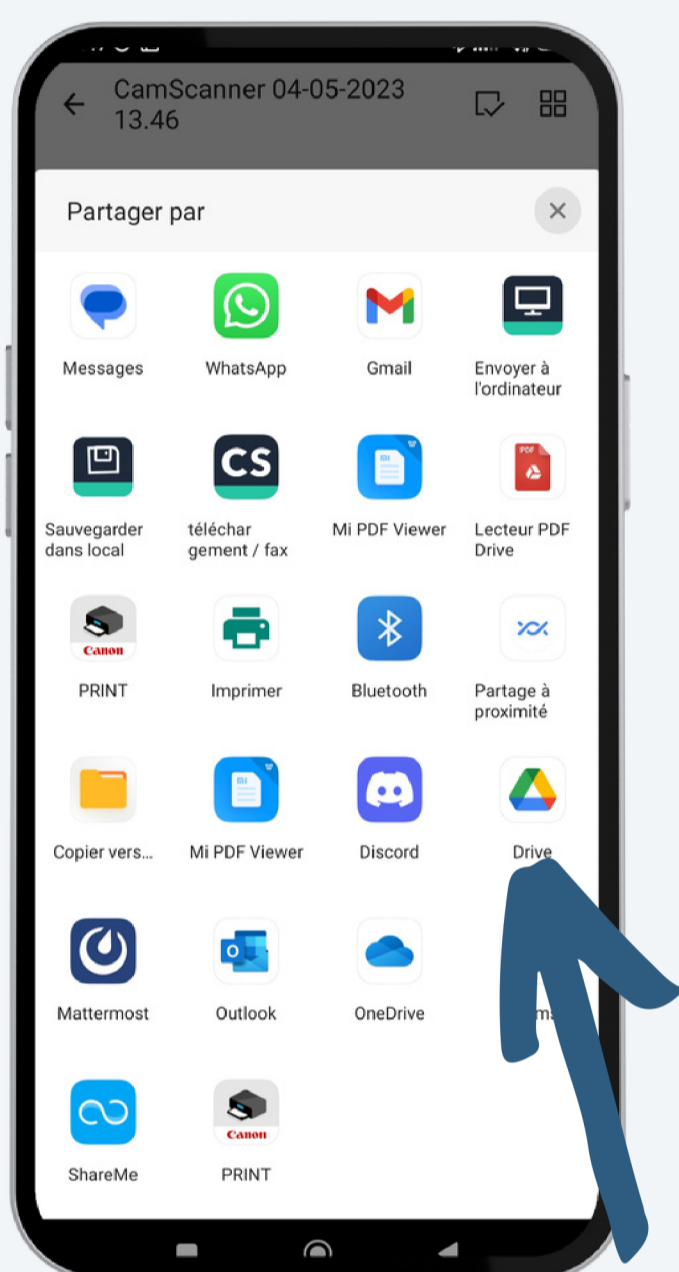 CamScanner 04-05-2023
13.46
Partager par
Messages
WhatsApp
Gmail
Envoyer à
l'ordinateur
CS
PDF
Sauvegarder
dans local
téléchar
gement / fax
Mi PDF Viewer
Lecteur PDF
Drive
Canon
PRINT
Imprimer
Bluetooth
Partage à
proximité
Copier vers...
Mi PDF Viewer
Discord
Drive
Mattermost
Outlook
OneDrive
ShareMe
Canon
PRINT